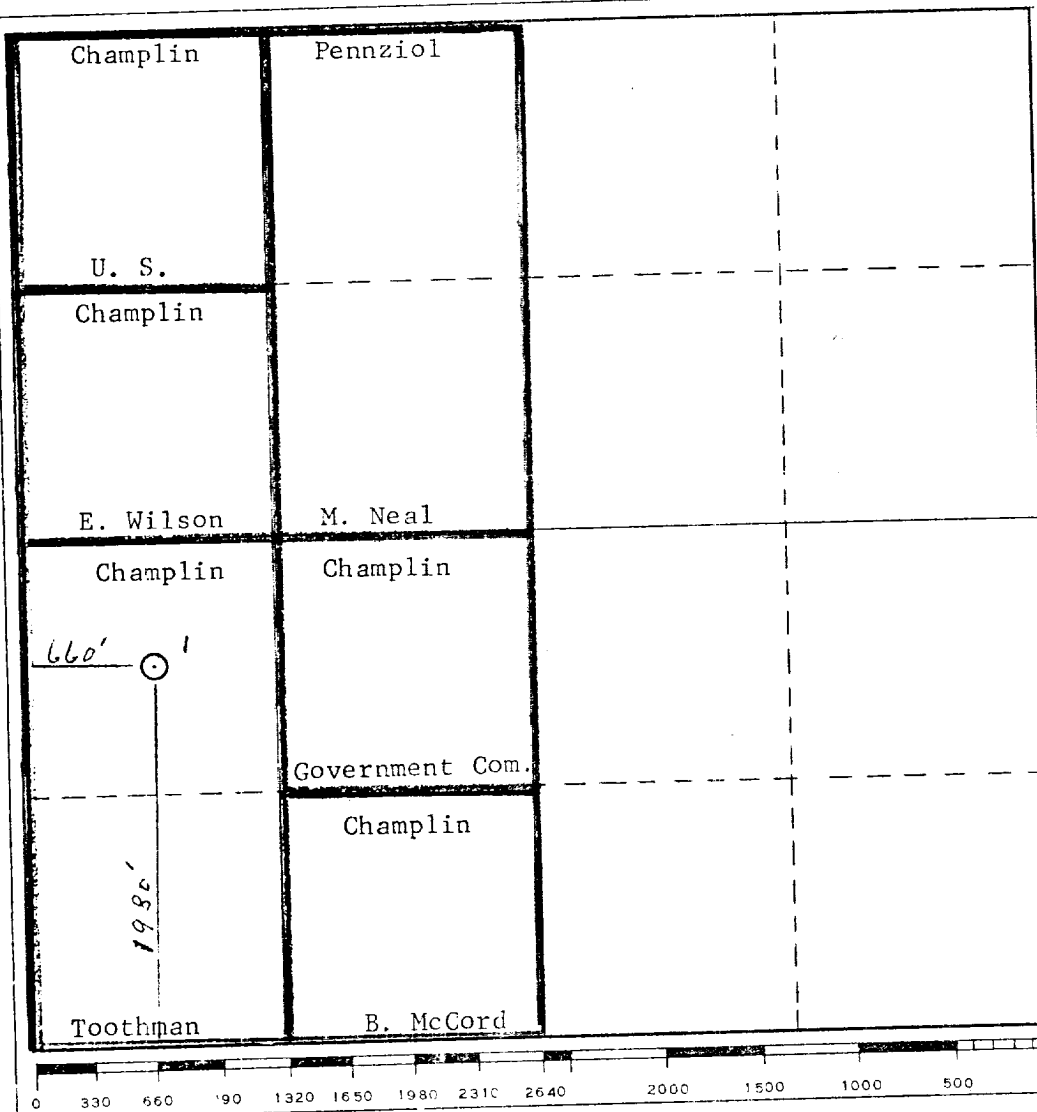 Champlin Pennziol
U. S.
Champlin
E. Wilson M. Neal
Champlin Champlin
660' 1
Government Com.
Champlin
1980'
Toothman B. McCord
0 330 660 190 1320 1650 1980 2310 2640 2000 1500 1000 500